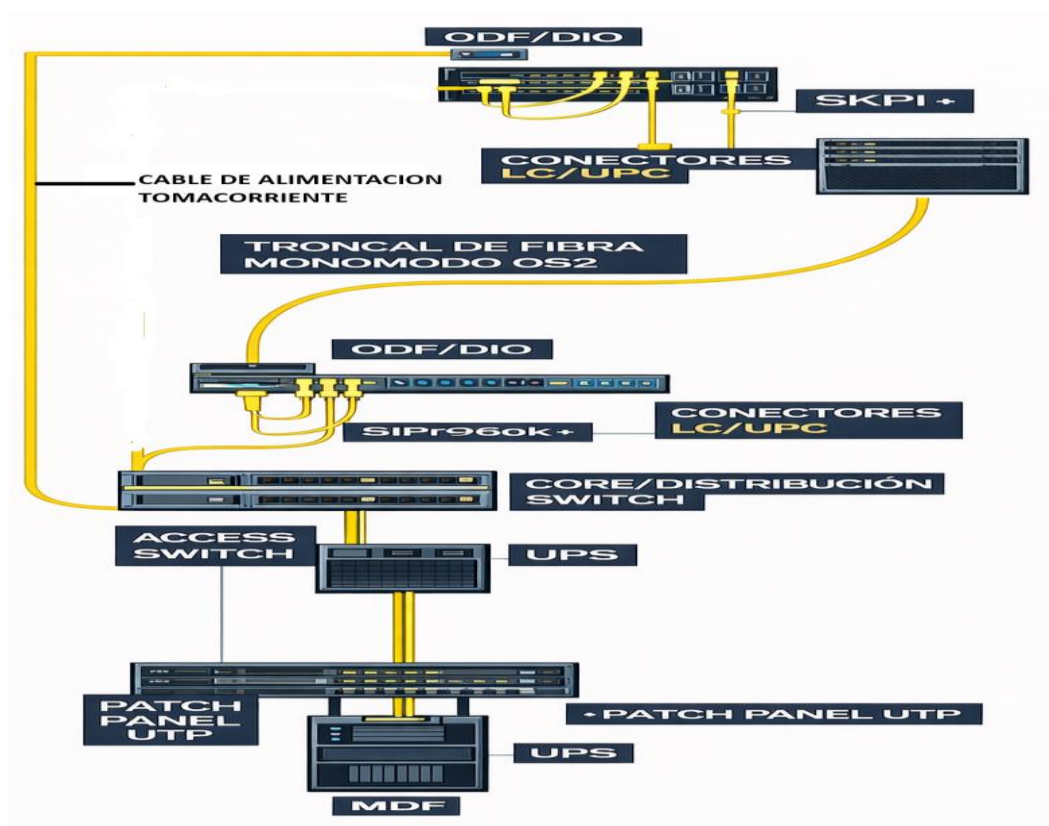 ODF/DIO
SKPI +
CONECTORES
LC/UPC
CABLE DE ALIMENTACION
TOMACORRIENTE
TRONCAL DE FIBRA
MONOMODO OS2
ODF/DIO
CONECTORES
LC/UPC
SIPr96ok+
CORE/DISTRIBUCIÓN
SWITCH
ACCESS
SWITCH
UPS
PATCH
PANEL
UTP
+PATCH PANEL UTP
UPS
MDF